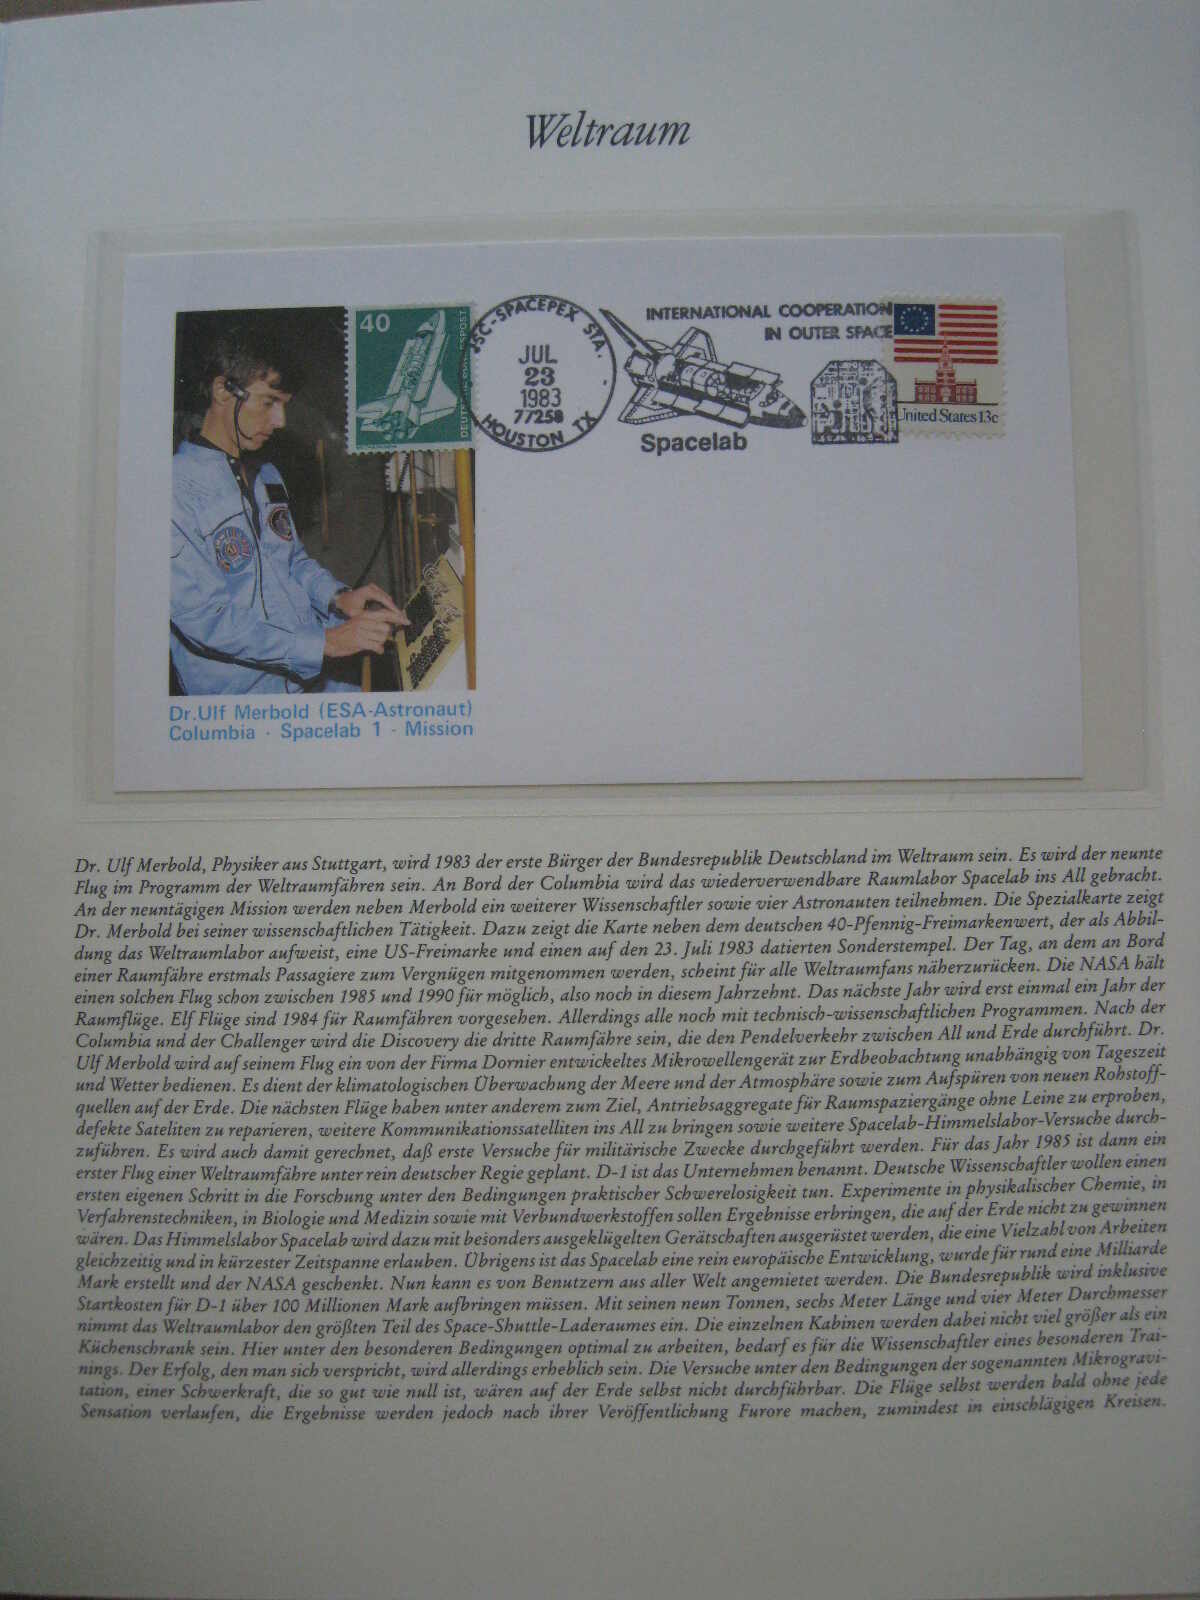 Weltraum
40
DEUTSCHE BUNDESPOST
JSC-SPACEPEX STA.
JUL
23
1983
77258
HOUSTON TX
INTERNATIONAL COOPERATION
IN OUTER SPACE
Spacelab
United States 13c
Dr. Ulf Merbold (ESA-Astronaut)
Columbia · Spacelab 1 · Mission
Dr. Ulf Merbold, Physiker aus Stuttgart, wird 1983 der erste Bürger der Bundesrepublik Deutschland im Weltraum sein. Es wird der neunte
Flug im Programm der Weltraumfähren sein. An Bord der Columbia wird das wiederverwendbare Raumlabor Spacelab ins All gebracht.
An der neuntägigen Mission werden neben Merbold ein weiterer Wissenschaftler sowie vier Astronauten teilnehmen. Die Spezialkarte zeigt
Dr. Merbold bei seiner wissenschaftlichen Tätigkeit. Dazu zeigt die Karte neben dem deutschen 40-Pfennig-Freimarkenwert, der als Abbil-
dung das Weltraumlabor aufweist, eine US-Freimarke und einen auf den 23. Juli 1983 datierten Sonderstempel. Der Tag, an dem an Bord
einer Raumfähre erstmals Passagiere zum Vergnügen mitgenommen werden, scheint für alle Weltraumfans näherzurücken. Die NASA hält
einen solchen Flug schon zwischen 1985 und 1990 für möglich, also noch in diesem Jahrzehnt. Das nächste Jahr wird erst einmal ein Jahr der
Raumflüge. Elf Flüge sind 1984 für Raumfähren vorgesehen. Allerdings alle noch mit technisch-wissenschaftlichen Programmen. Nach der
Columbia und der Challenger wird die Discovery die dritte Raumfähre sein, die den Pendelverkehr zwischen All und Erde durchführt. Dr.
Ulf Merbold wird auf seinem Flug ein von der Firma Dornier entwickeltes Mikrowellengerät zur Erdbeobachtung unabhängig von Tageszeit
und Wetter bedienen. Es dient der klimatologischen Überwachung der Meere und der Atmosphäre sowie zum Aufspüren von neuen Rohstoff-
quellen auf der Erde. Die nächsten Flüge haben unter anderem zum Ziel, Antriebsaggregate für Raumspaziergänge ohne Leine zu erproben,
defekte Sateliten zu reparieren, weitere Kommunikationssatelliten ins All zu bringen sowie weitere Spacelab-Himmelslabor-Versuche durch-
zuführen. Es wird auch damit gerechnet, daß erste Versuche für militärische Zwecke durchgeführt werden. Für das Jahr 1985 ist dann ein
erster Flug einer Weltraumfähre unter rein deutscher Regie geplant. D-1 ist das Unternehmen benannt. Deutsche Wissenschaftler wollen einen
ersten eigenen Schritt in die Forschung unter den Bedingungen praktischer Schwerelosigkeit tun. Experimente in physikalischer Chemie, in
Verfahrenstechniken, in Biologie und Medizin sowie mit Verbundwerkstoffen sollen Ergebnisse erbringen, die auf der Erde nicht zu gewinnen
wären. Das Himmelslabor Spacelab wird dazu mit besonders ausgeklügelten Gerätschaften ausgerüstet werden, die eine Vielzahl von Arbeiten
gleichzeitig und in kürzester Zeitspanne erlauben. Übrigens ist das Spacelab eine rein europäische Entwicklung, wurde für rund eine Milliarde
Mark erstellt und der NASA geschenkt. Nun kann es von Benutzern aus aller Welt angemietet werden. Die Bundesrepublik wird inklusive
Startkosten für D-1 über 100 Millionen Mark aufbringen müssen. Mit seinen neun Tonnen, sechs Meter Länge und vier Meter Durchmesser
nimmt das Weltraumlabor den größten Teil des Space-Shuttle-Laderaumes ein. Die einzelnen Kabinen werden dabei nicht viel größer als ein
Küchenschrank sein. Hier unter den besonderen Bedingungen optimal zu arbeiten, bedarf es für die Wissenschaftler eines besonderen Trai-
nings. Der Erfolg, den man sich verspricht, wird allerdings erheblich sein. Die Versuche unter den Bedingungen der sogenannten Mikrogravi-
tation, einer Schwerkraft, die so gut wie null ist, wären auf der Erde selbst nicht durchführbar. Die Flüge selbst werden bald ohne jede
Sensation verlaufen, die Ergebnisse werden jedoch nach ihrer Veröffentlichung Furore machen, zumindest in einschlägigen Kreisen.